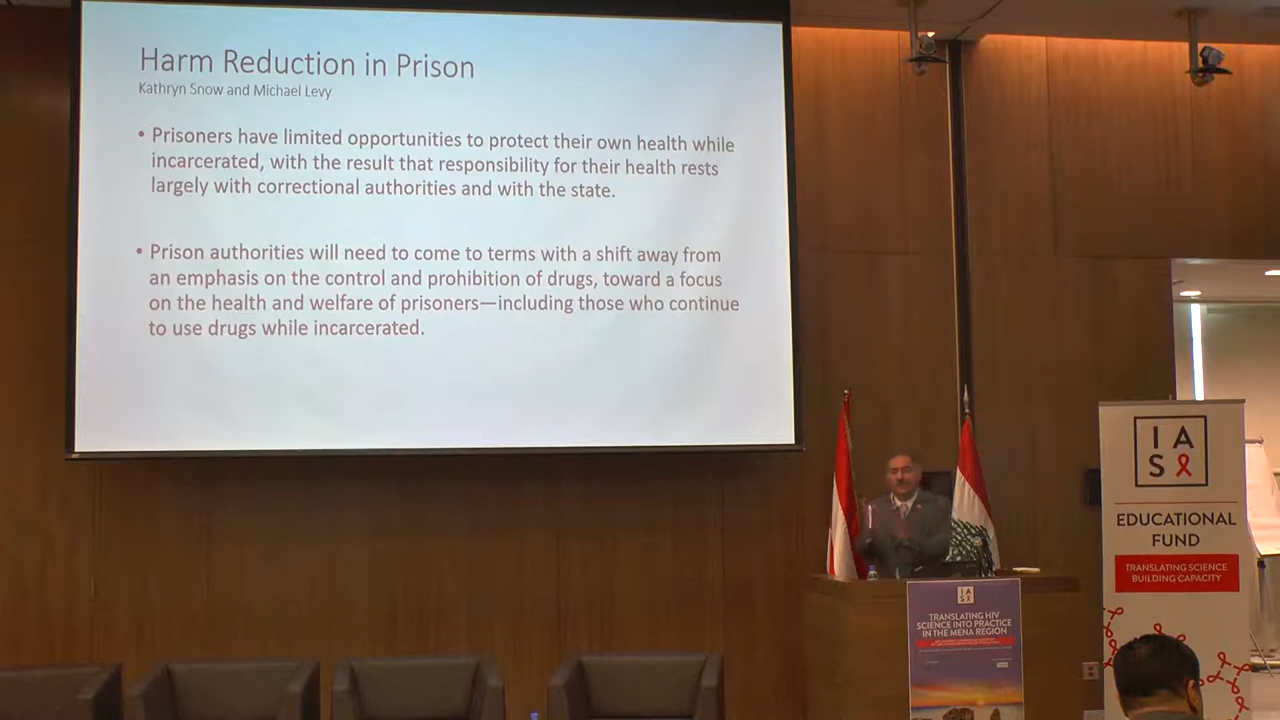 Harm Reduction in Prison
Kathryn Snow and Michael Levy
• Prisoners have limited opportunities to protect their own health while
incarcerated, with the result that responsibility for their health rests
largely with correctional authorities and with the state.
• Prison authorities will need to come to terms with a shift away from
an emphasis on the control and prohibition of drugs, toward a focus
on the health and welfare of prisoners—including those who continue
to use drugs while incarcerated.
IAS
TRANSLATING HIV
SCIENCE INTO PRACTICE
IN THE MENA REGION
I A
S
EDUCATIONAL
FUND
TRANSLATING SCIENCE
BUILDING CAPACITY